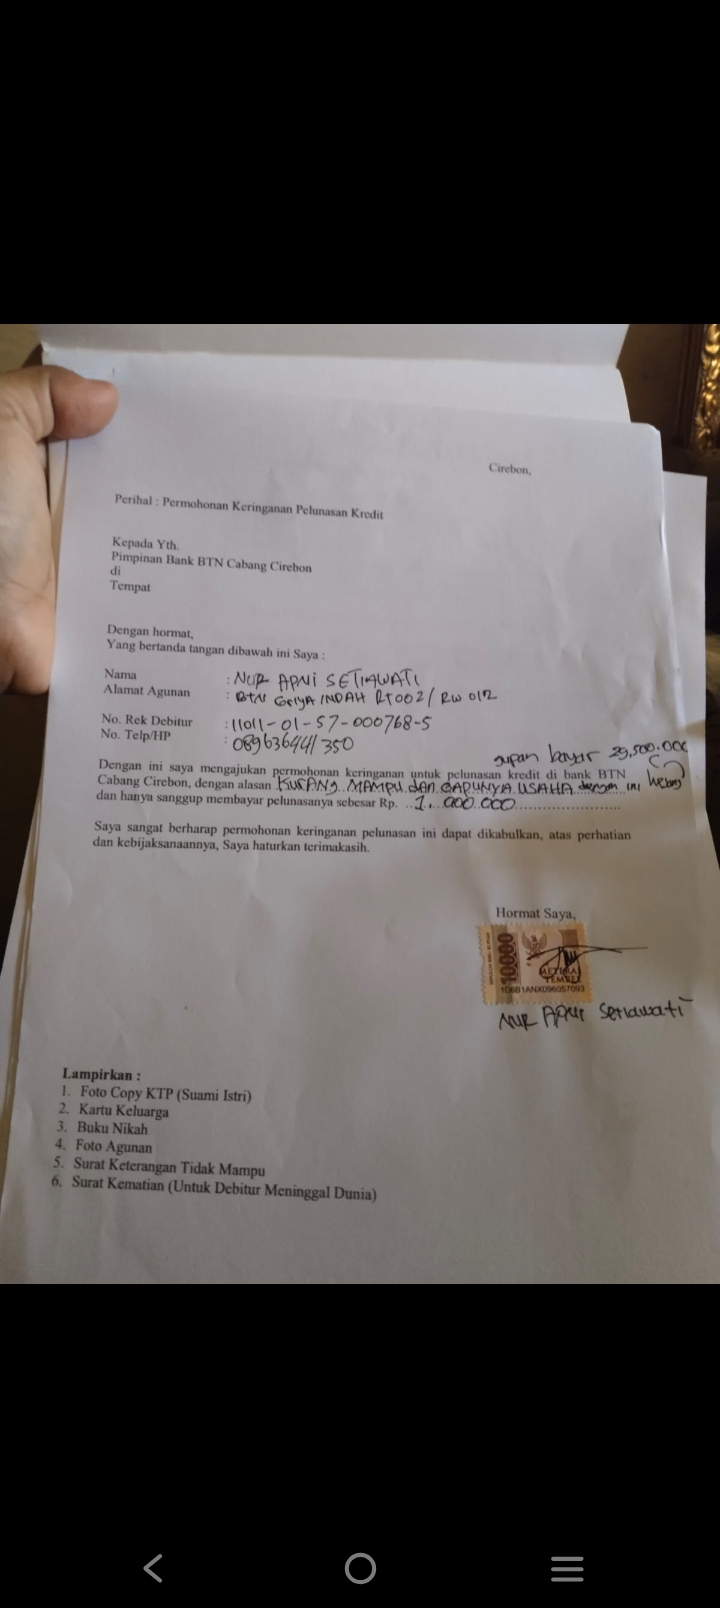 Cirebon,
Perihal : Permohonan Keringanan Pelunasan Kredit
Kepada Yth.
Pimpinan Bank BTN Cabang Cirebon
di
Tempat
Dengan hormat,
Yang bertanda tangan dibawah ini Saya :
Nama : NUR APNI SETIAWATI
Alamat Agunan : BTN GRIYA INDAH RT002/ RW 012
No. Rek Debitur : 11011-01-57-000768-5
No. Telp/HP : 089636441350
bayar 29,500.000
Dengan ini saya mengajukan permohonan keringanan untuk pelunasan kredit di bank BTN
Cabang Cirebon, dengan alasan KURANG MAMPU dan GAPUNYA USAHA dengan ini
dan hanya sanggup membayar pelunasanya sebesar Rp. ..1.000.000
Saya sangat berharap permohonan keringanan pelunasan ini dapat dikabulkan, atas perhatian
dan kebijaksanaannya, Saya haturkan terimakasih.
Hormat Saya,
10000
METERAI
TEMPEL
NUR APNI Setiawati
Lampirkan :
1. Foto Copy KTP (Suami Istri)
2. Kartu Keluarga
3. Buku Nikah
4. Foto Agunan
5. Surat Keterangan Tidak Mampu
6. Surat Kematian (Untuk Debitur Meninggal Dunia)